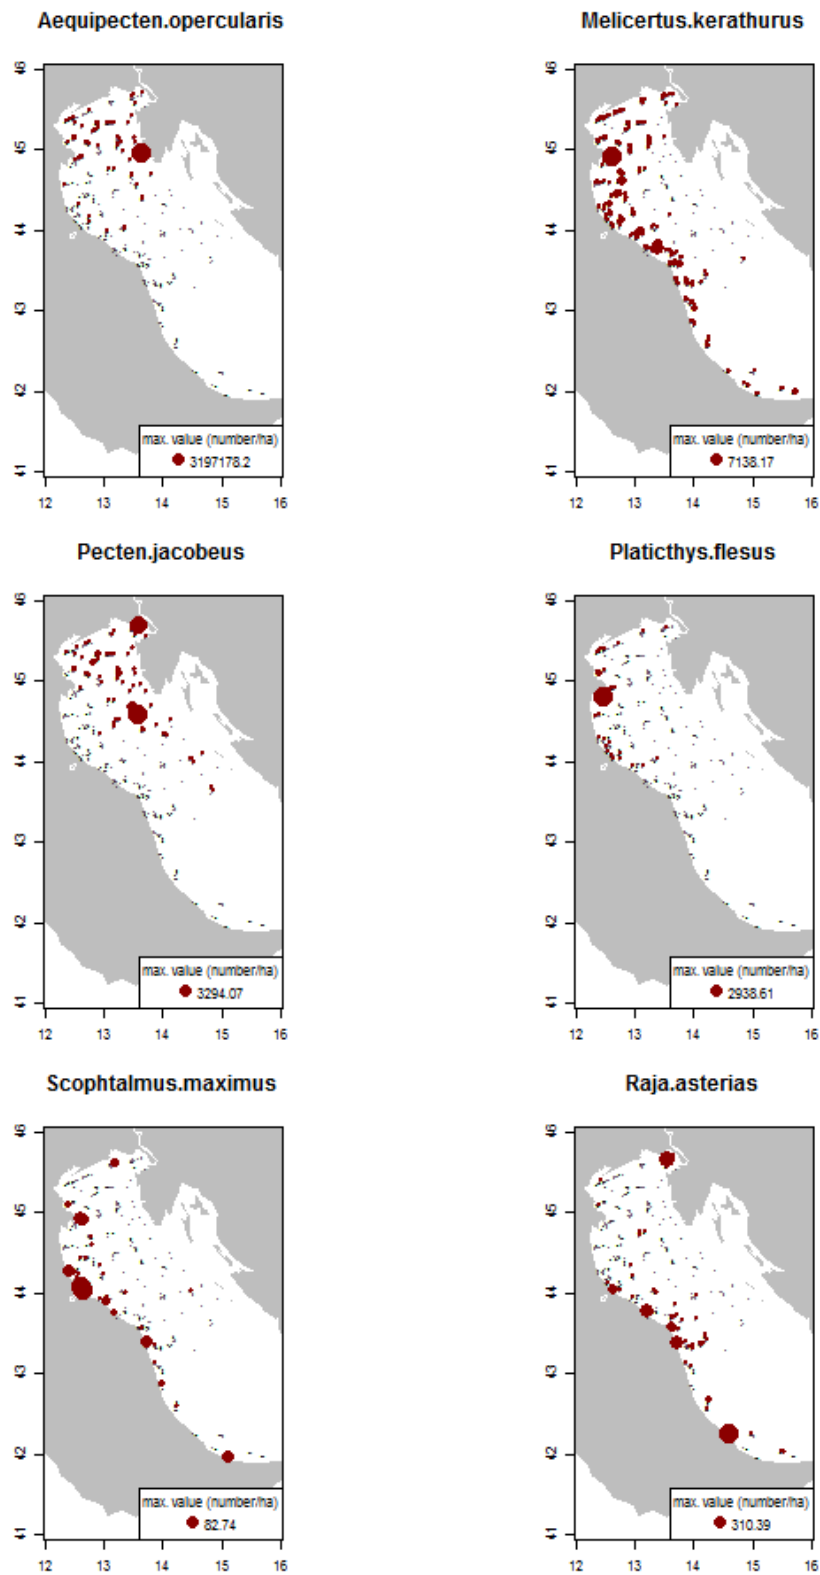 Aequipecten.opercularis
46
45
44
43
42
41
max. value (number/ha)
3197178.2
12 13 14 15 16
Melicertus.kerathurus
46
45
44
43
42
41
max. value (number/ha)
7138.17
12 13 14 15 16
Pecten.jacobeus
46
45
44
43
42
41
max. value (number/ha)
3294.07
12 13 14 15 16
Platicthys.flesus
46
45
44
43
42
41
max. value (number/ha)
2938.61
12 13 14 15 16
Scophtalmus.maximus
46
45
44
43
42
41
max. value (number/ha)
82.74
12 13 14 15 16
Raja.asterias
46
45
44
43
42
41
max. value (number/ha)
310.39
12 13 14 15 16